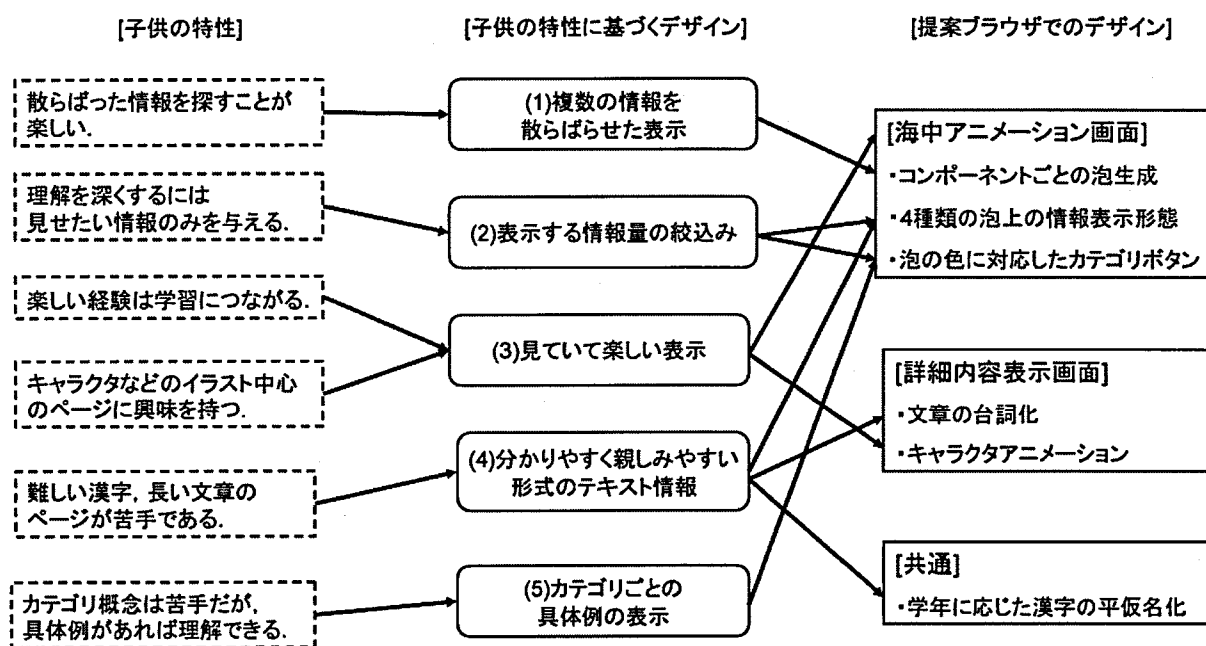 [子供の特性]
散らばった情報を探すことが
楽しい.
理解を深くするには
見せたい情報のみを与える.
楽しい経験は学習につながる.
キャラクタなどのイラスト中心
のページに興味を持つ.
難しい漢字, 長い文章の
ページが苦手である.
カテゴリ概念は苦手だが,
具体例があれば理解できる.
[子供の特性に基づくデザイン]
(1)複数の情報を
散らばらせた表示
(2)表示する情報量の絞込み
(3)見ていて楽しい表示
(4)分かりやすく親しみやすい
形式のテキスト情報
(5)カテゴリごとの
具体例の表示
[提案ブラウザでのデザイン]
[海中アニメーション画面]
・コンポーネントごとの泡生成
・4種類の泡上の情報表示形態
・泡の色に対応したカテゴリボタン
[詳細内容表示画面]
・文章の台詞化
・キャラクタアニメーション
[共通]
・学年に応じた漢字の平仮名化